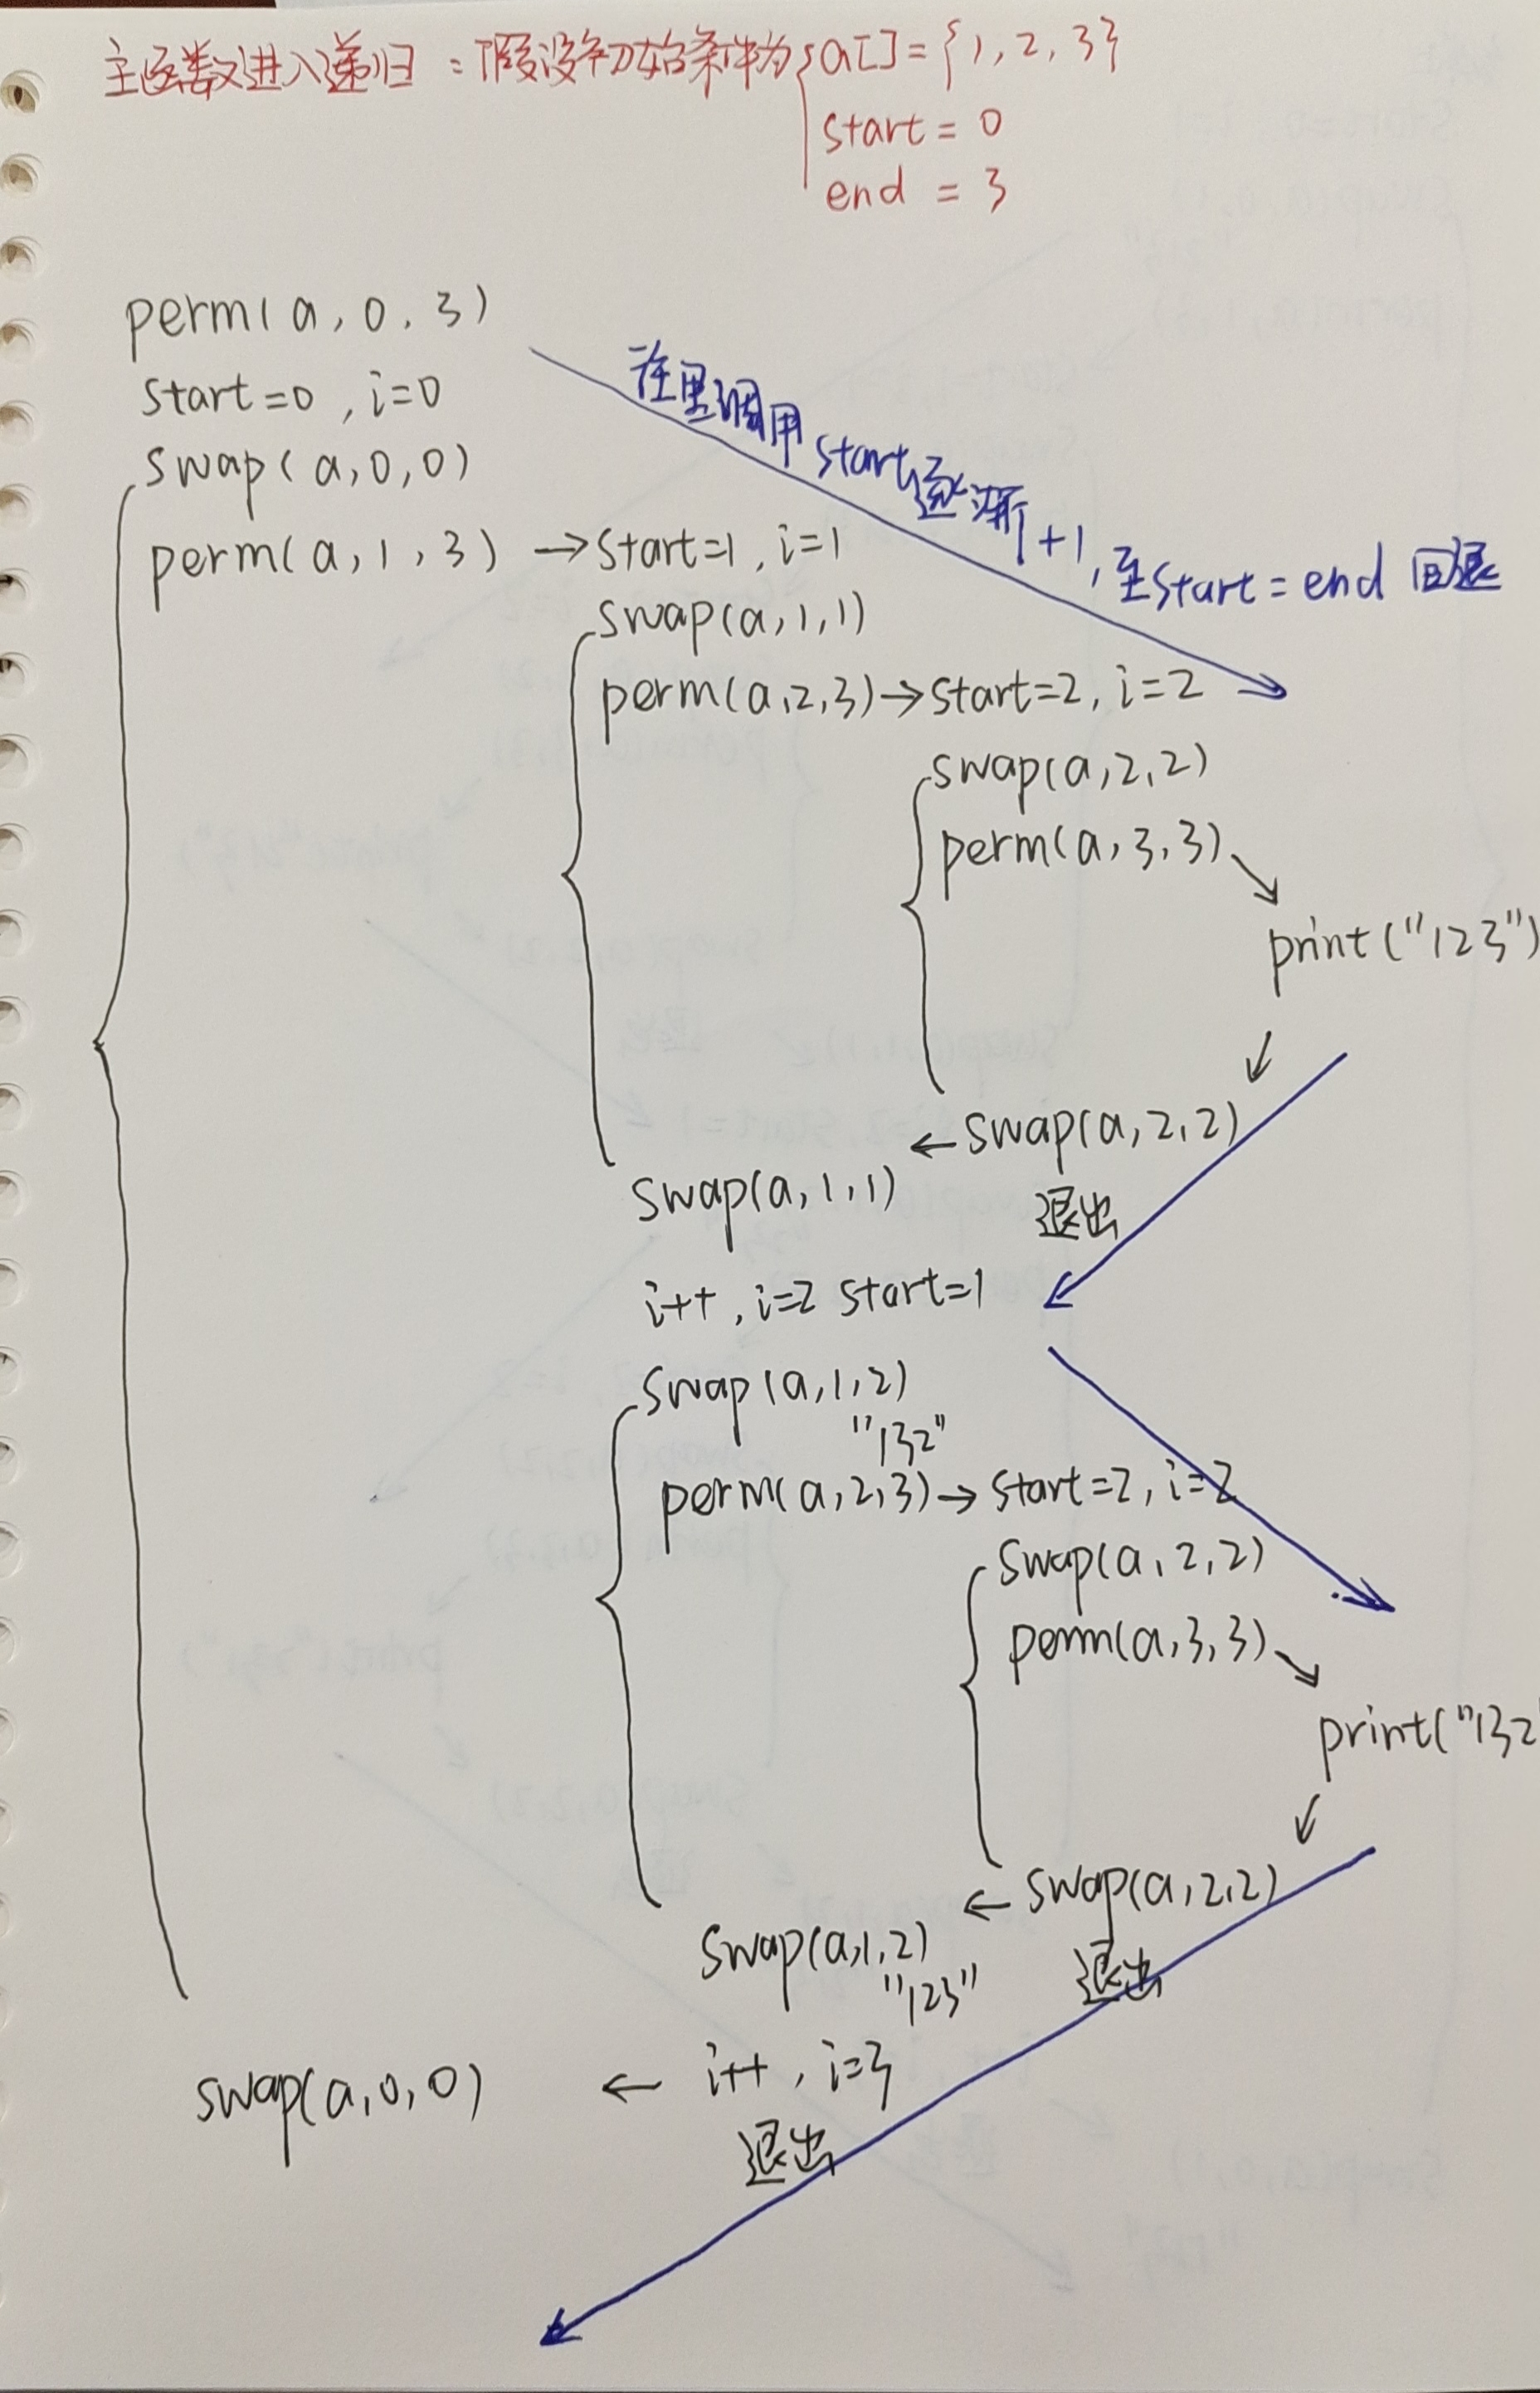 主函数进入递归：假设初始条件为{a[]={1,2,3}
start = 0
end = 3
perm(a,0,3)
start=0,i=0
swap(a,0,0)
往里调用start逐渐+1,至start=end 回退
perm(a,1,3) →start=1,i=1
swap(a,1,1)
perm(a,2,3)→start=2,i=2
swap(a,2,2)
perm(a,3,3)
print("123")
←swap(a,2,2)
swap(a,1,1) 退出
i++,i=2 start=1
swap(a,1,2)
"132"
perm(a,2,3)→start=2,i=2
swap(a,2,2)
perm(a,3,3)
print("132
←swap(a,2,2)
swap(a,1,2) 退出
"123"
swap(a,0,0) ← i++,i=3
退出